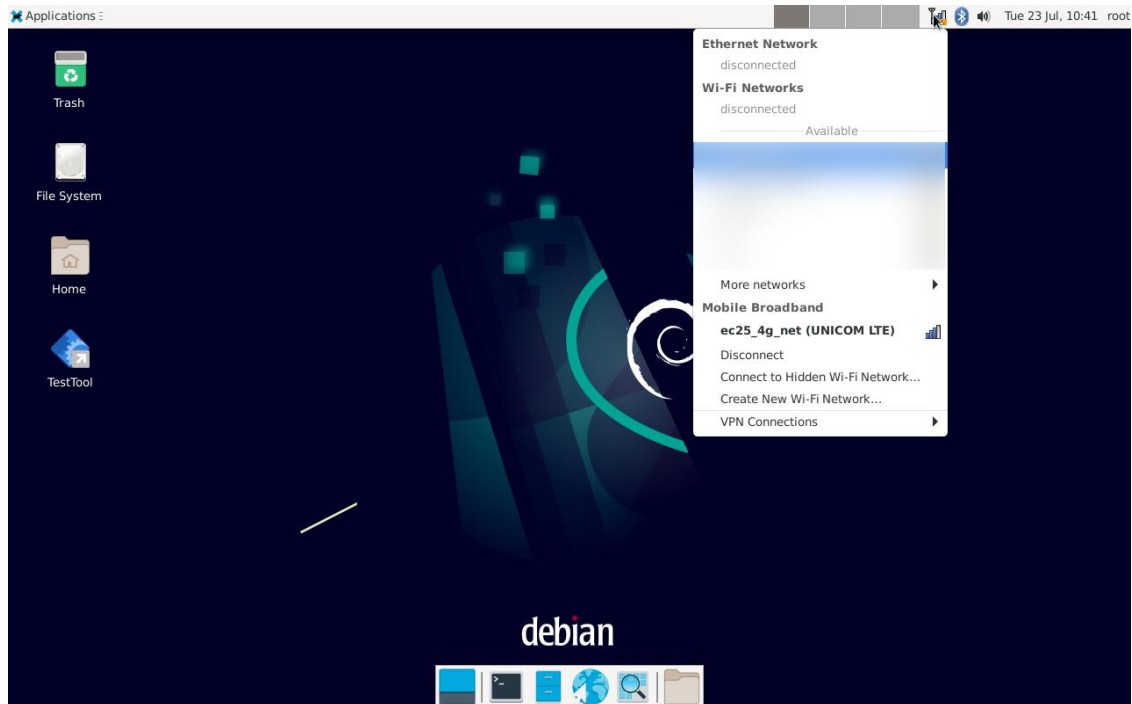 Applications
Tue 23 Jul, 10:41 root
Ethernet Network
disconnected
Wi-Fi Networks
disconnected
Available
More networks
Mobile Broadband
ec25_4g_net (UNICOM LTE)
Disconnect
Connect to Hidden Wi-Fi Network...
Create New Wi-Fi Network...
VPN Connections
Trash
File System
Home
TestTool
debian